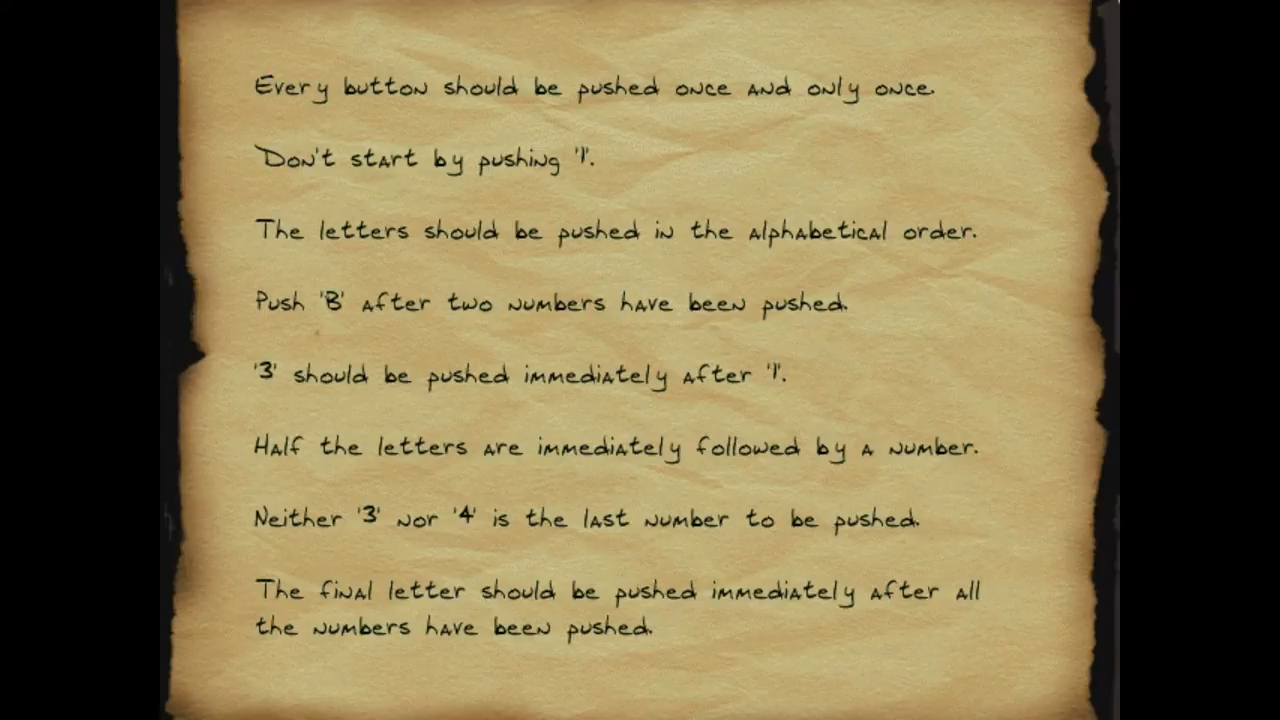 Every button should be pushed once and only once.
Don't start by pushing '1'.
The letters should be pushed in the alphabetical order.
Push 'B' after two numbers have been pushed.
'3' should be pushed immediately after '1'.
Half the letters are immediately followed by a number.
Neither '3' nor '4' is the last number to be pushed.
The final letter should be pushed immediately after all
the numbers have been pushed.